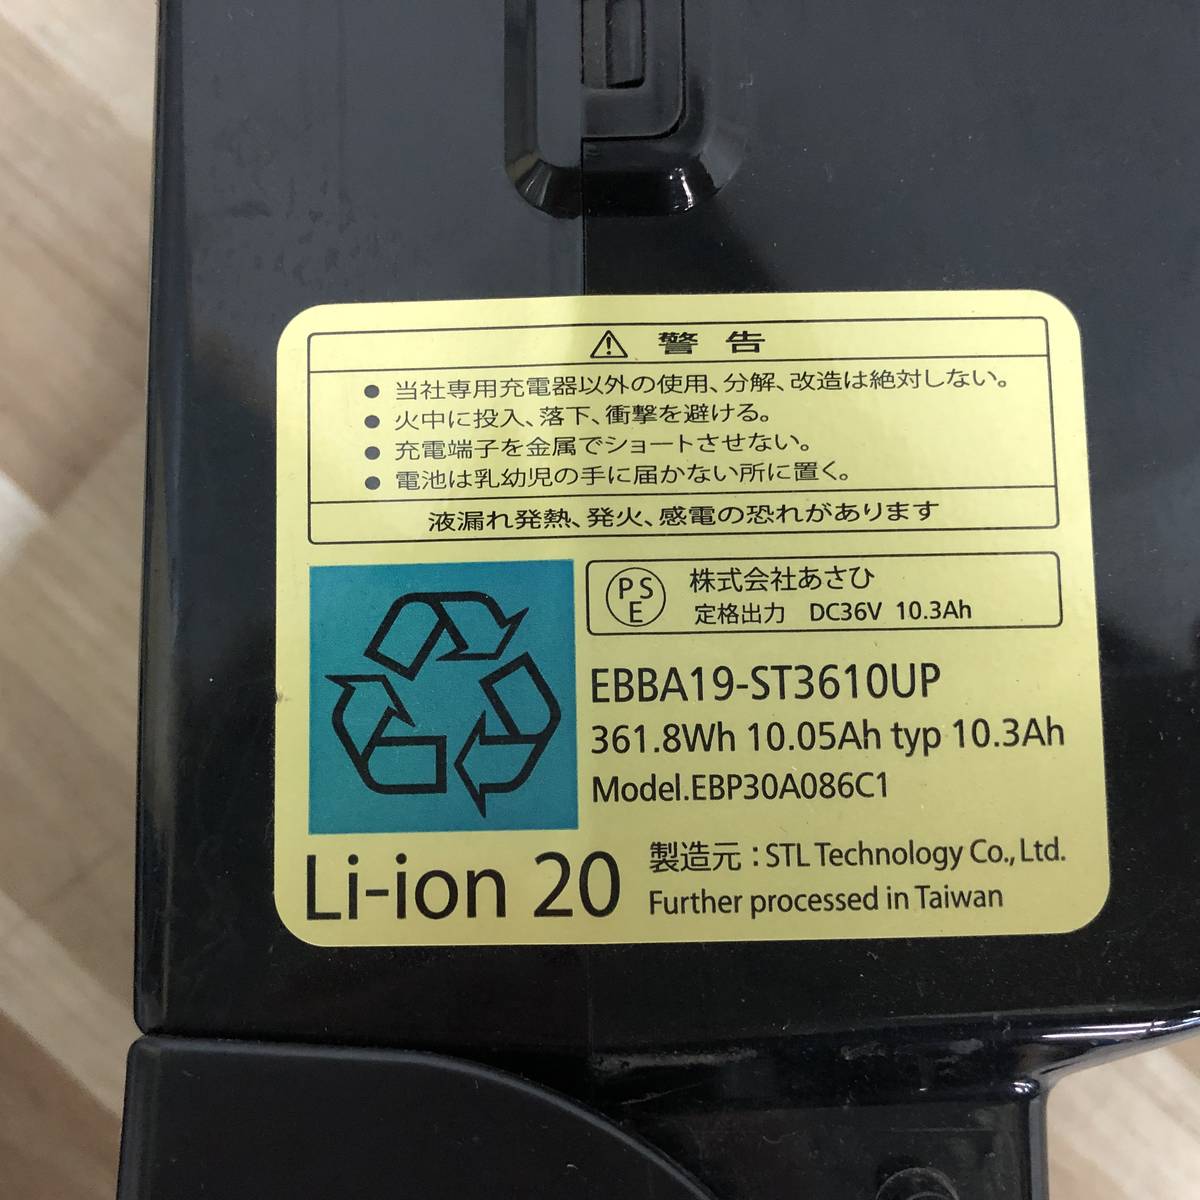 ⚠ 警告
● 当社専用充電器以外の使用、分解、改造は絶対しない。
● 火中に投入、落下、衝撃を避ける。
● 充電端子を金属でショートさせない。
● 電池は乳幼児の手に届かない所に置く。
液漏れ発熱、発火、感電の恐れがあります
PSE
株式会社あさひ
定格出力 DC36V 10.3Ah
EBBA19-ST3610UP
361.8Wh 10.05Ah typ 10.3Ah
Model.EBP30A086C1
Li-ion 20
製造元：STL Technology Co., Ltd.
Further processed in Taiwan